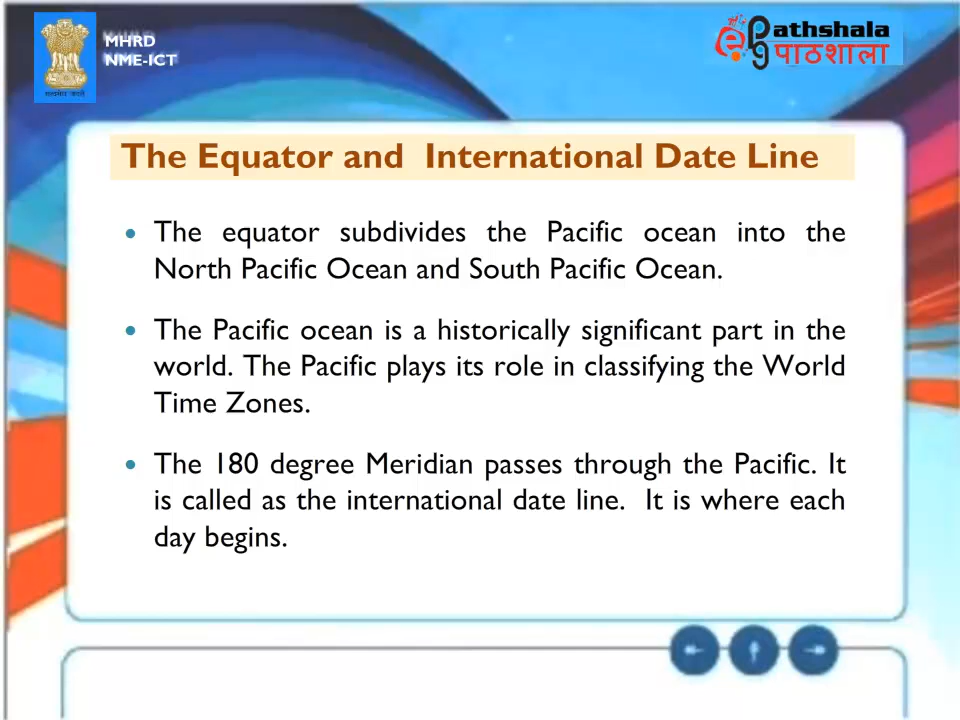 MHRD
NME-ICT
e Pathshala
पाठशाला
The Equator and International Date Line
• The equator subdivides the Pacific ocean into the
North Pacific Ocean and South Pacific Ocean.
• The Pacific ocean is a historically significant part in the
world. The Pacific plays its role in classifying the World
Time Zones.
• The 180 degree Meridian passes through the Pacific. It
is called as the international date line. It is where each
day begins.